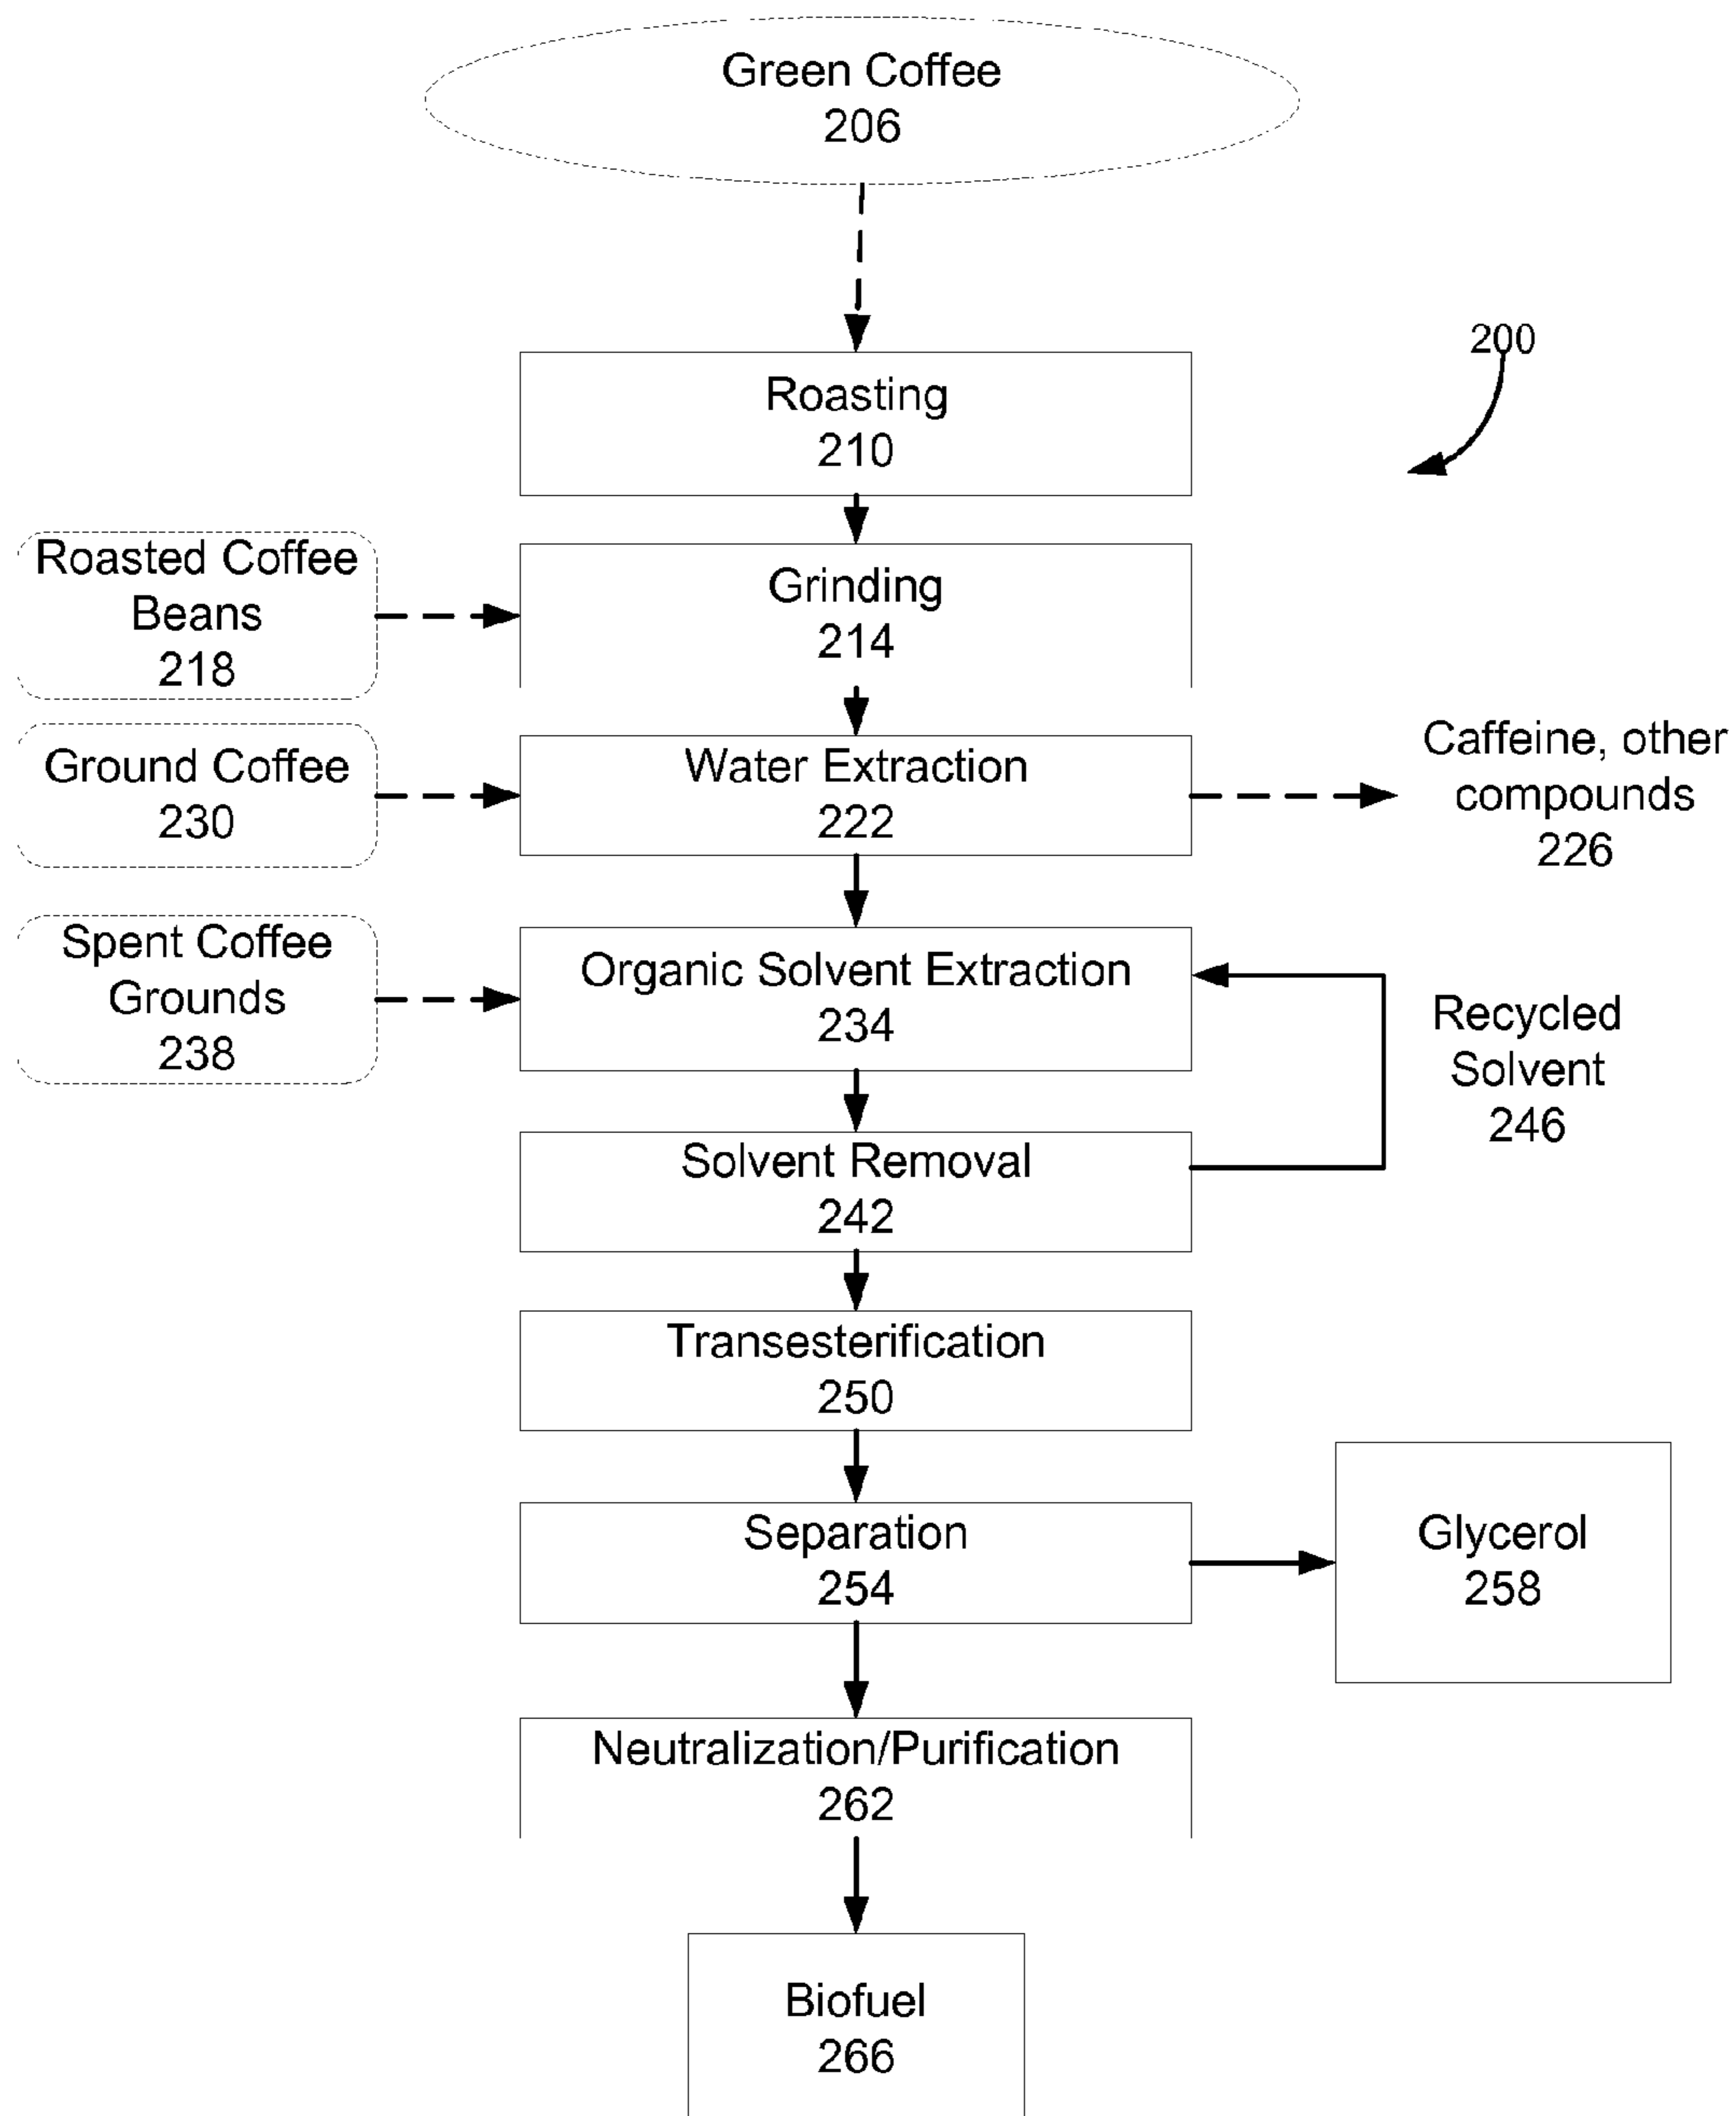 Green Coffee
206
200
Roasting
210
Roasted Coffee
Beans
218
Grinding
214
Ground Coffee
230
Water Extraction
222
Caffeine, other
compounds
226
Spent Coffee
Grounds
238
Organic Solvent Extraction
234
Recycled
Solvent
246
Solvent Removal
242
Transesterification
250
Separation
254
Glycerol
258
Neutralization/Purification
262
Biofuel
266